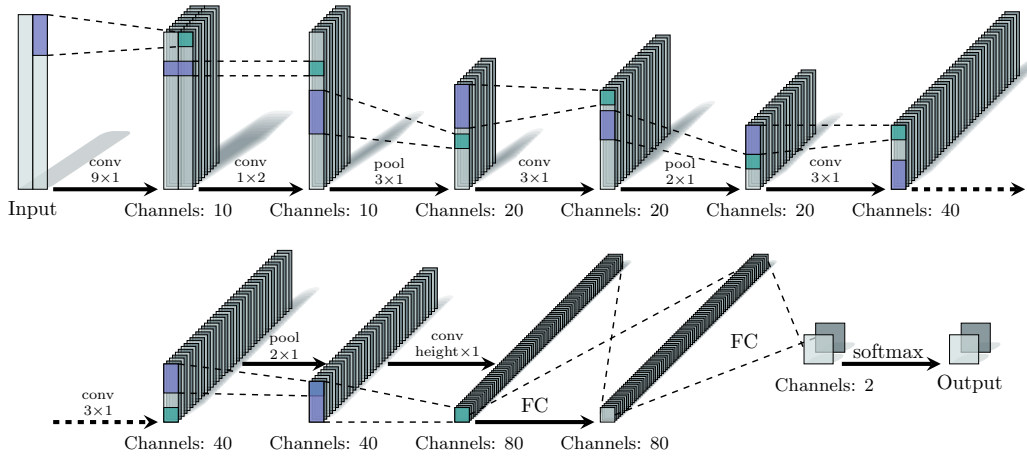 conv
9×1
conv
1×2
pool
3×1
conv
3×1
pool
2×1
conv
3×1
Input
Channels: 10
Channels: 10
Channels: 20
Channels: 20
Channels: 20
Channels: 40
conv
3×1
pool
2×1
conv
height×1
FC
FC
softmax
Channels: 2
Output
Channels: 40
Channels: 40
Channels: 80
Channels: 80